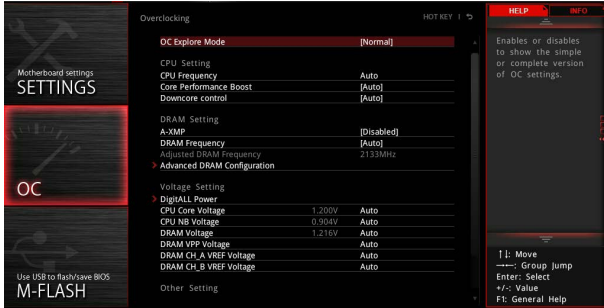 Overclocking
HOT KEY |
HELP
INFO
Motherboard settings
SETTINGS
OC
Use USB to flash/save BIOS
M-FLASH
OC Explore Mode [Normal]
CPU Setting
CPU Frequency Auto
Core Performance Boost [Auto]
Downcore control [Auto]
DRAM Setting
A-XMP [Disabled]
DRAM Frequency [Auto]
Adjusted DRAM Frequency 2133MHz
Advanced DRAM Configuration
Voltage Setting
DigitALL Power
CPU Core Voltage 1.200V Auto
CPU NB Voltage 0.904V Auto
DRAM Voltage 1.216V Auto
DRAM VPP Voltage Auto
DRAM CH_A VREF Voltage Auto
DRAM CH_B VREF Voltage Auto
Other Setting
Enables or disables
to show the simple
or complete version
of OC settings.
↑↓: Move
→←: Group Jump
Enter: Select
+/-: Value
F1: General Help